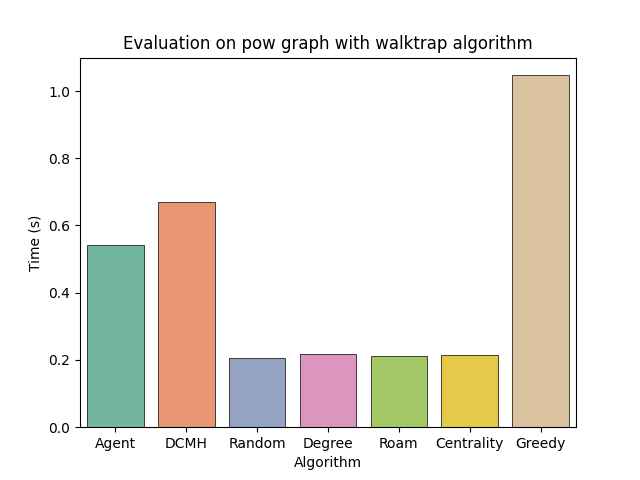 Evaluation on pow graph with walktrap algorithm
1.0
0.8
0.6
0.4
0.2
0.0
Time (s)
Agent DCMH Random Degree Roam Centrality Greedy
Algorithm